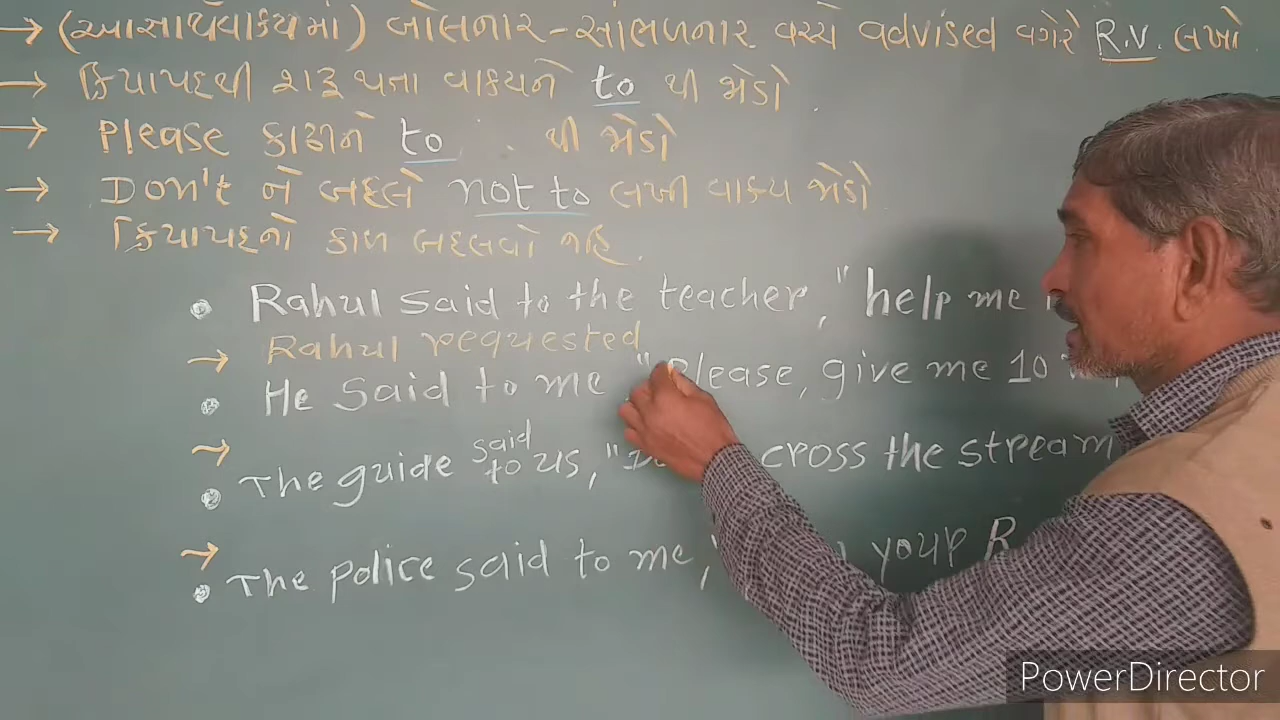 → (આજ્ઞાર્થવાક્યમાં) બોલનાર-સાંભળનાર વચ્ચે advised વગેરે R.V. લખો.
→ ક્રિયાપદથી શરૂ થતા વાક્યને to થી જોડો.
→ Please કાઢીને to થી જોડો
→ Don't ને બદલે not to લખી વાક્ય જોડો
→ ક્રિયાપદનો કાળ બદલવો નહિ.
• Rahul said to the teacher, "help me
→ Rahul requested
• He said to me "Please, give me 10
→
• The guide said to us, " cross the stream
→
• The police said to me, " your R
PowerDirector